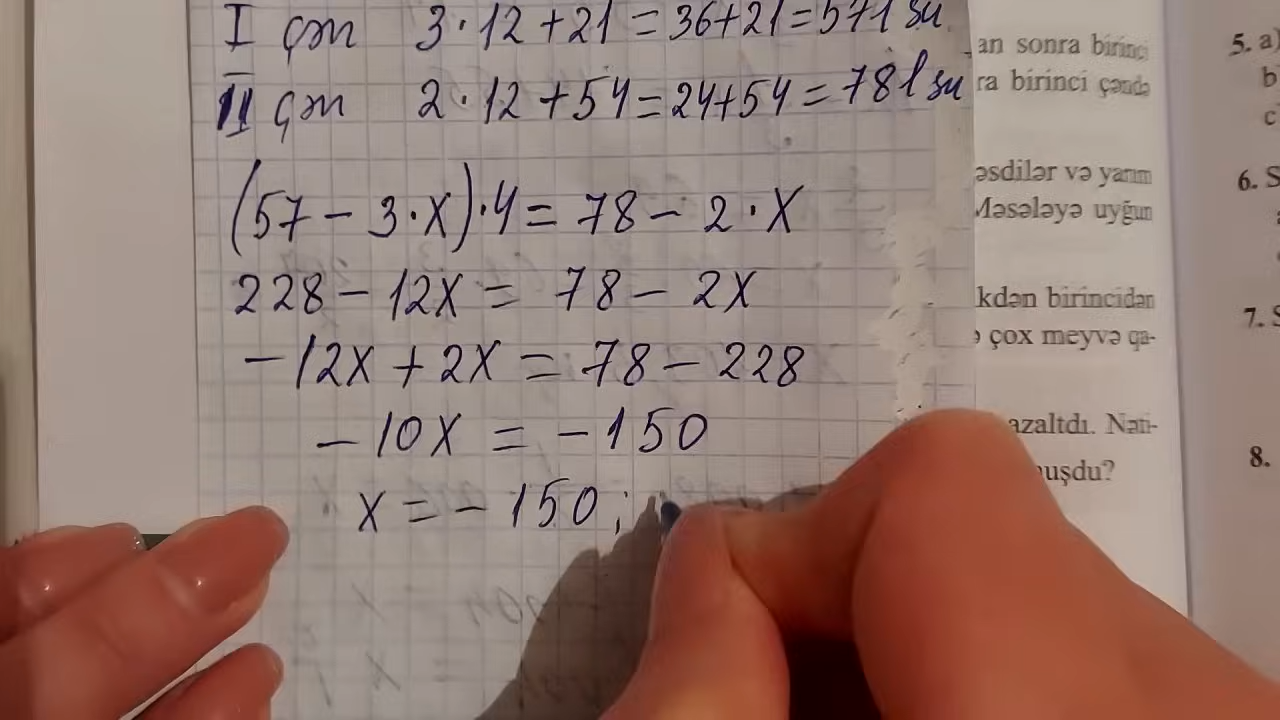 I çən 3·12+21=36+21=57 l su
II çən 2·12+54=24+54=78 l su
(57-3·x)·4=78-2·x
228-12x=78-2x
-12x+2x=78-228
-10x=-150
x=-150:
an sonra birinci
ra birinci çəndə
əsdilər və yarım
Məsələyə uyğun
kdən birincidən
ə çox meyvə qa-
azaltdı. Nəti-
uşdu?
5. a)
b
c
6. S
7. S
8.